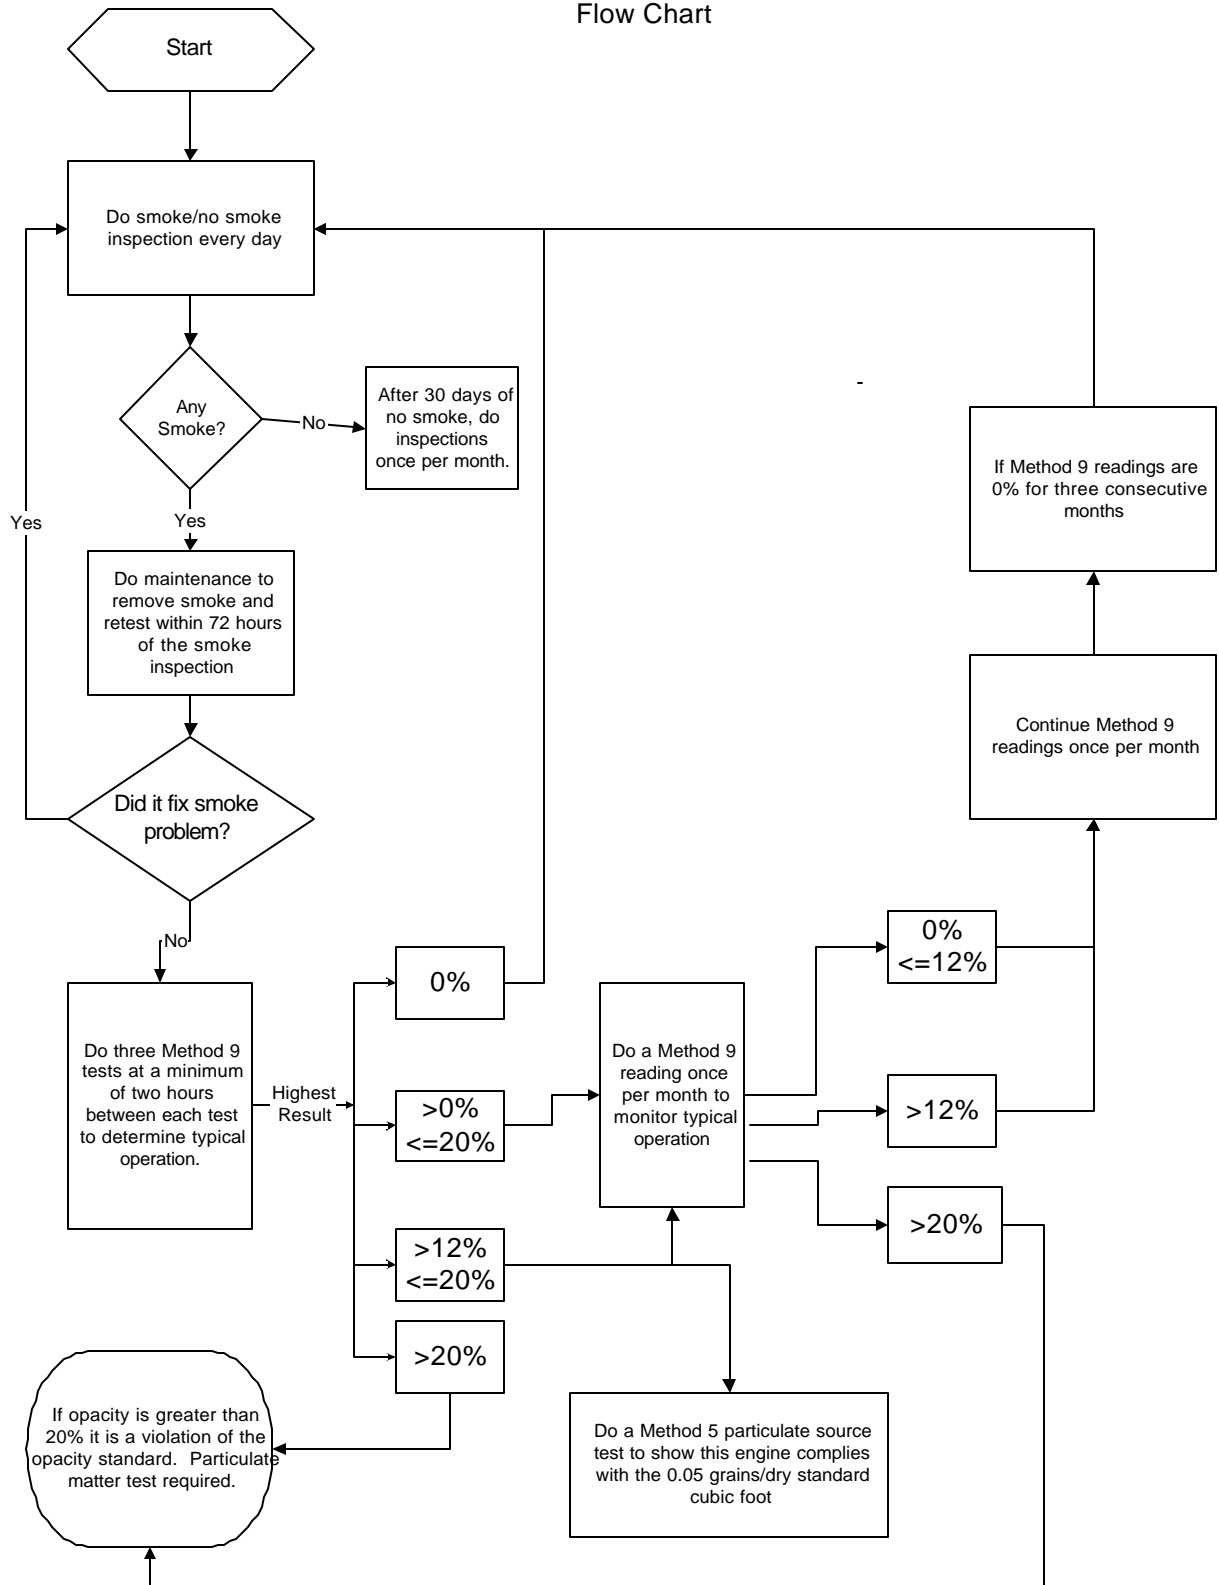 Flow Chart
Start
Do smoke/no smoke
inspection every day
Any
Smoke?
No
After 30 days of
no smoke, do
inspections
once per month.
Yes
Yes
Do maintenance to
remove smoke and
retest within 72 hours
of the smoke
inspection
Did it fix smoke
problem?
No
Do three Method 9
tests at a minimum
of two hours
between each test
to determine typical
operation.
Highest
Result
0%
>0%
<=20%
>12%
<=20%
>20%
Do a Method 9
reading once
per month to
monitor typical
operation
0%
<=12%
>12%
>20%
Continue Method 9
readings once per month
If Method 9 readings are
0% for three consecutive
months
-
Do a Method 5 particulate source
test to show this engine complies
with the 0.05 grains/dry standard
cubic foot
If opacity is greater than
20% it is a violation of the
opacity standard.  Particulate
matter test required.